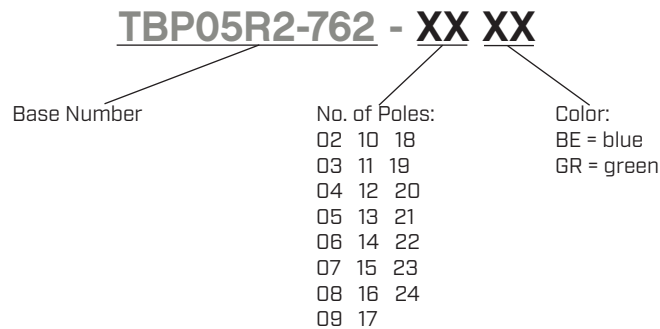 TBP05R2-762 - XX XX
Base Number
No. of Poles:
02 10 18
03 11 19
04 12 20
05 13 21
06 14 22
07 15 23
08 16 24
09 17
Color:
BE = blue
GR = green